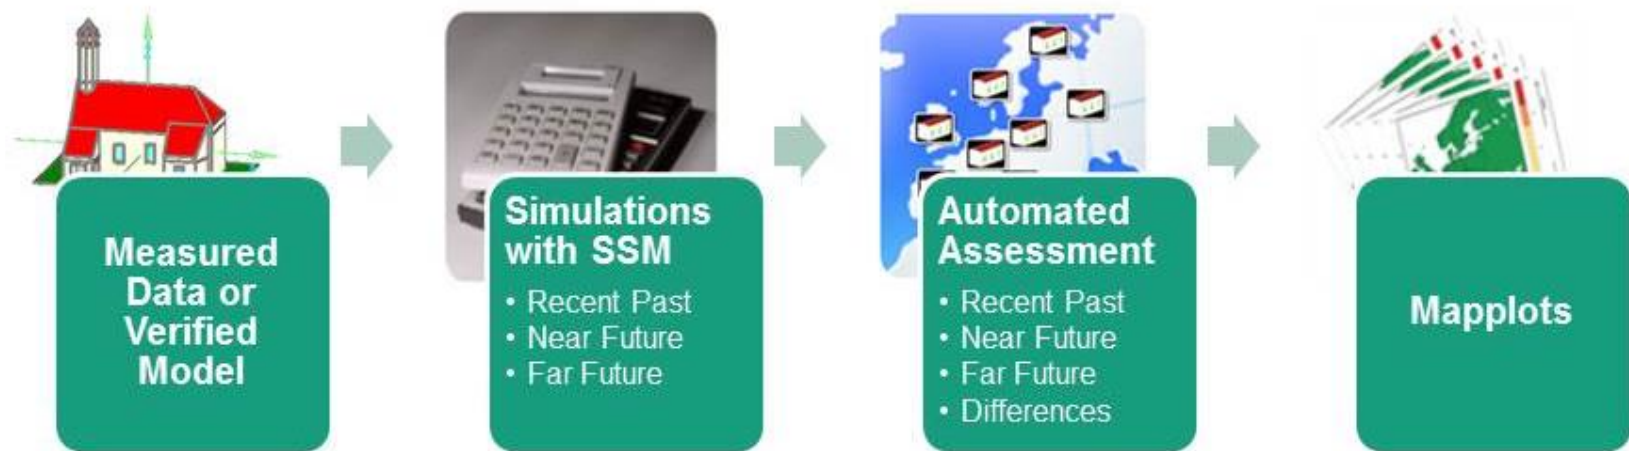 Measured
Data or
Verified
Model
Simulations
with SSM
• Recent Past
• Near Future
• Far Future
Automated
Assessment
• Recent Past
• Near Future
• Far Future
• Differences
Mapplots